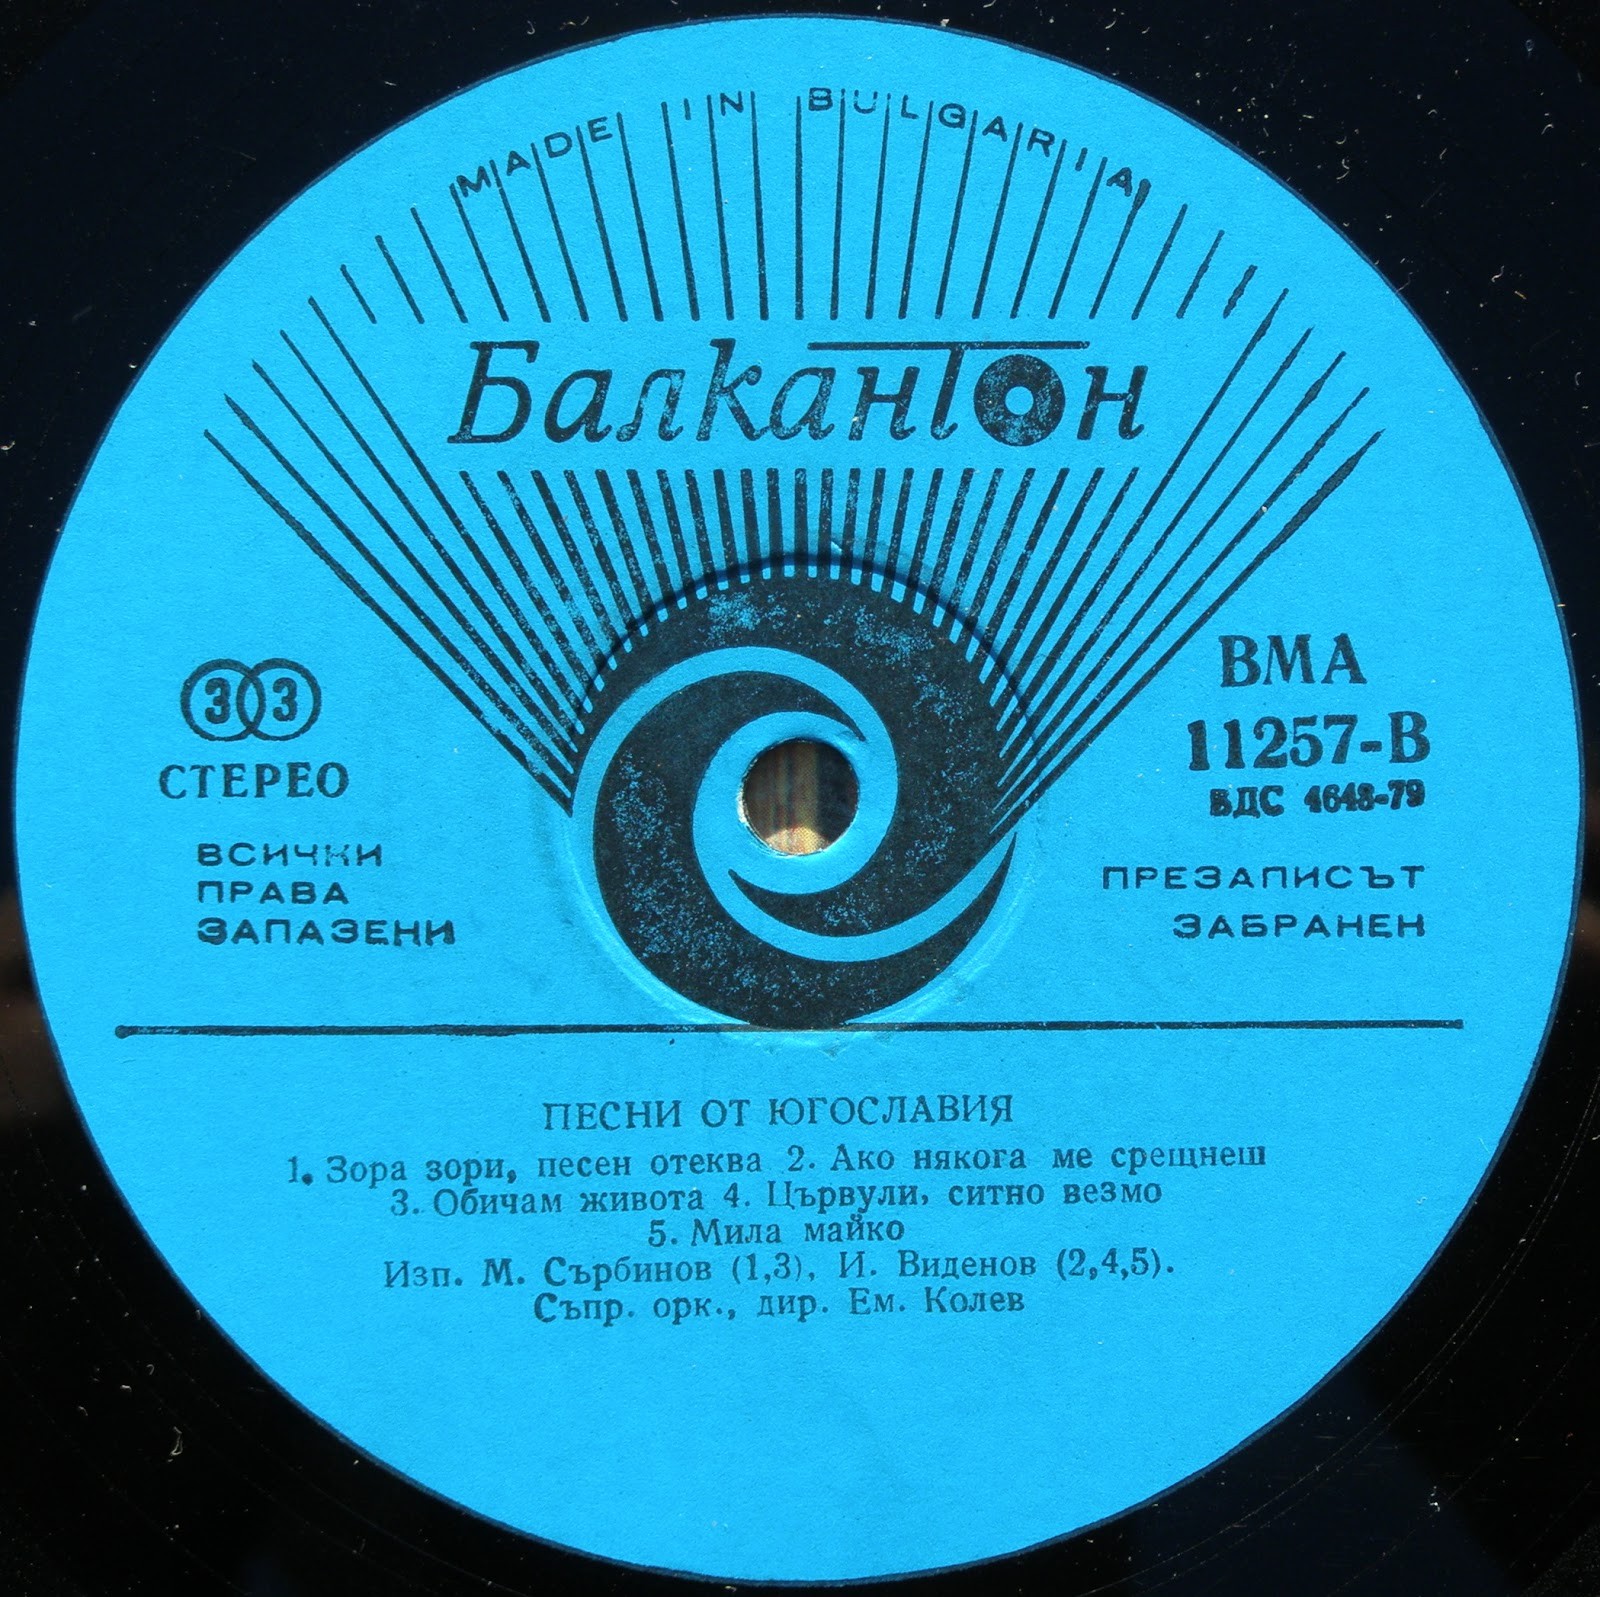 MADE IN BULGARIA
Балкантон
33
СТЕРЕО
ВСИЧКИ
ПРАВА
ЗАПАЗЕНИ
ВМА
11257-В
БДС 4648-79
ПРЕЗАПИСЪТ
ЗАБРАНЕН
ПЕСНИ ОТ ЮГОСЛАВИЯ
1. Зора зори, песен отеква 2. Ако някога ме срещнеш
3. Обичам живота 4. Цървули, ситно везмо
5. Мила майко
Изп. М. Сърбинов (1,3), И. Виденов (2,4,5).
Съпр. орк., дир. Ем. Колев